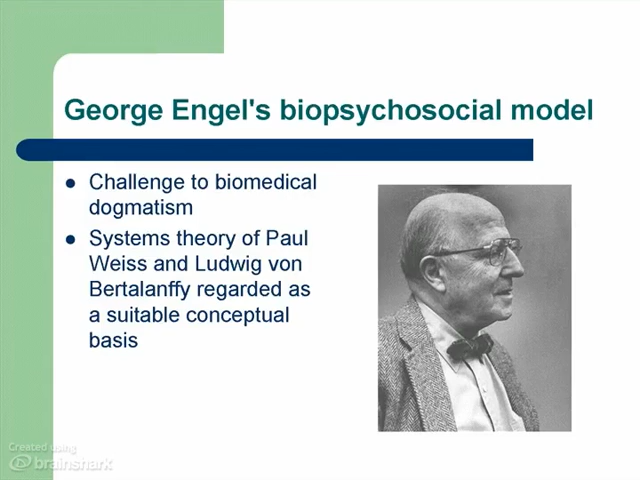 George Engel's biopsychosocial model
Challenge to biomedical
dogmatism
Systems theory of Paul
Weiss and Ludwig von
Bertalanffy regarded as
a suitable conceptual
basis
Created using
brainshark